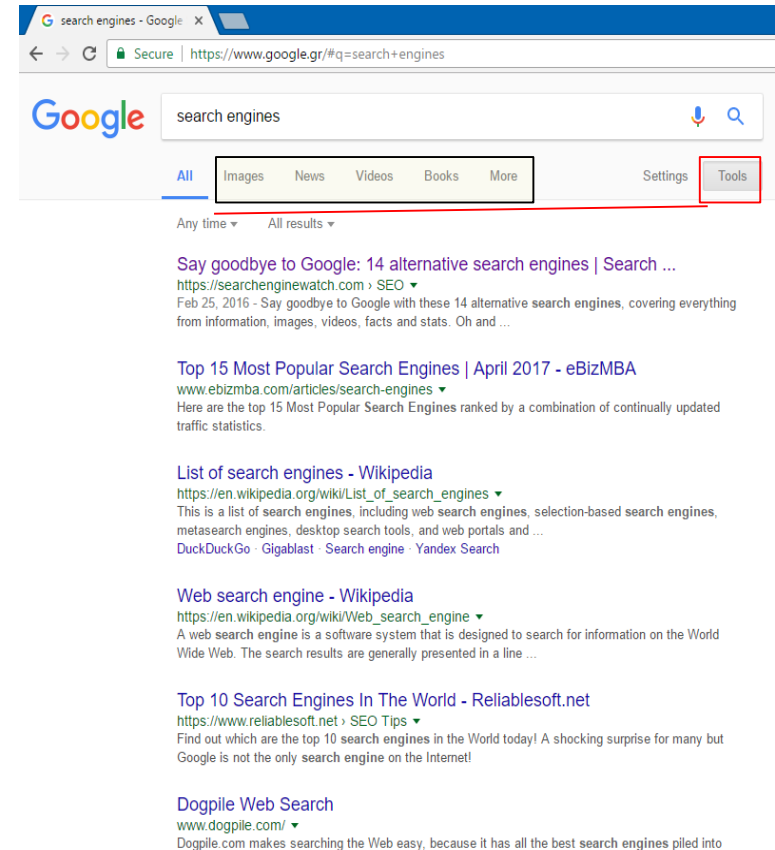 search engines - Google
Secure | https://www.google.gr/#q=search+engines
Google search engines
All Images News Videos Books More Settings Tools
Any time All results
Say goodbye to Google: 14 alternative search engines | Search ...
https://searchenginewatch.com › SEO
Feb 25, 2016 - Say goodbye to Google with these 14 alternative search engines, covering everything
from information, images, videos, facts and stats. Oh and ...
Top 15 Most Popular Search Engines | April 2017 - eBizMBA
www.ebizmba.com/articles/search-engines
Here are the top 15 Most Popular Search Engines ranked by a combination of continually updated
traffic statistics.
List of search engines - Wikipedia
https://en.wikipedia.org/wiki/List_of_search_engines
This is a list of search engines, including web search engines, selection-based search engines,
metasearch engines, desktop search tools, and web portals and ...
DuckDuckGo · Gigablast · Search engine · Yandex Search
Web search engine - Wikipedia
https://en.wikipedia.org/wiki/Web_search_engine
A web search engine is a software system that is designed to search for information on the World
Wide Web. The search results are generally presented in a line ...
Top 10 Search Engines In The World - Reliablesoft.net
https://www.reliablesoft.net › SEO Tips
Find out which are the top 10 search engines in the World today! A shocking surprise for many but
Google is not the only search engine on the Internet!
Dogpile Web Search
www.dogpile.com/
Dogpile.com makes searching the Web easy, because it has all the best search engines piled into